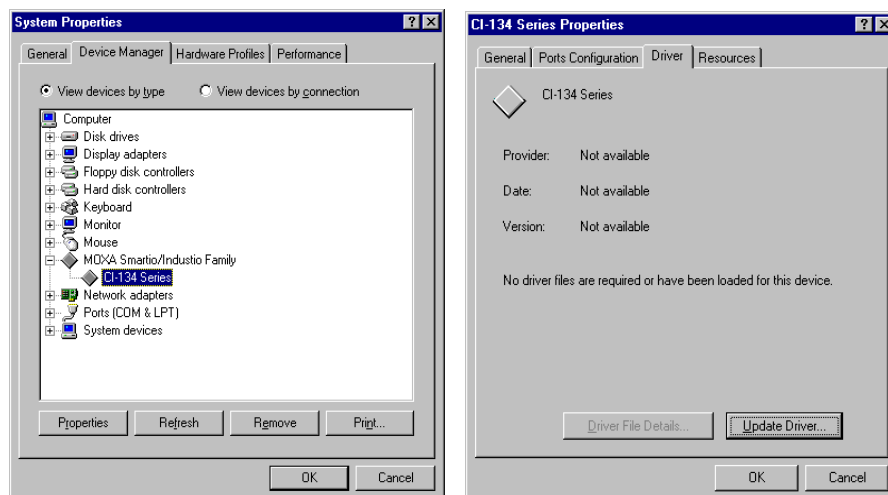 System Properties
General Device Manager Hardware Profiles Performance
View devices by type View devices by connection
Computer
Disk drives
Display adapters
Floppy disk controllers
Hard disk controllers
Keyboard
Monitor
Mouse
MOXA Smartio/Industio Family
CI-134 Series
Network adapters
Ports (COM & LPT)
System devices
Properties Refresh Remove Print...
OK Cancel
CI-134 Series Properties
General Ports Configuration Driver Resources
CI-134 Series
Provider: Not available
Date: Not available
Version: Not available
No driver files are required or have been loaded for this device.
Driver File Details... Update Driver...
OK Cancel